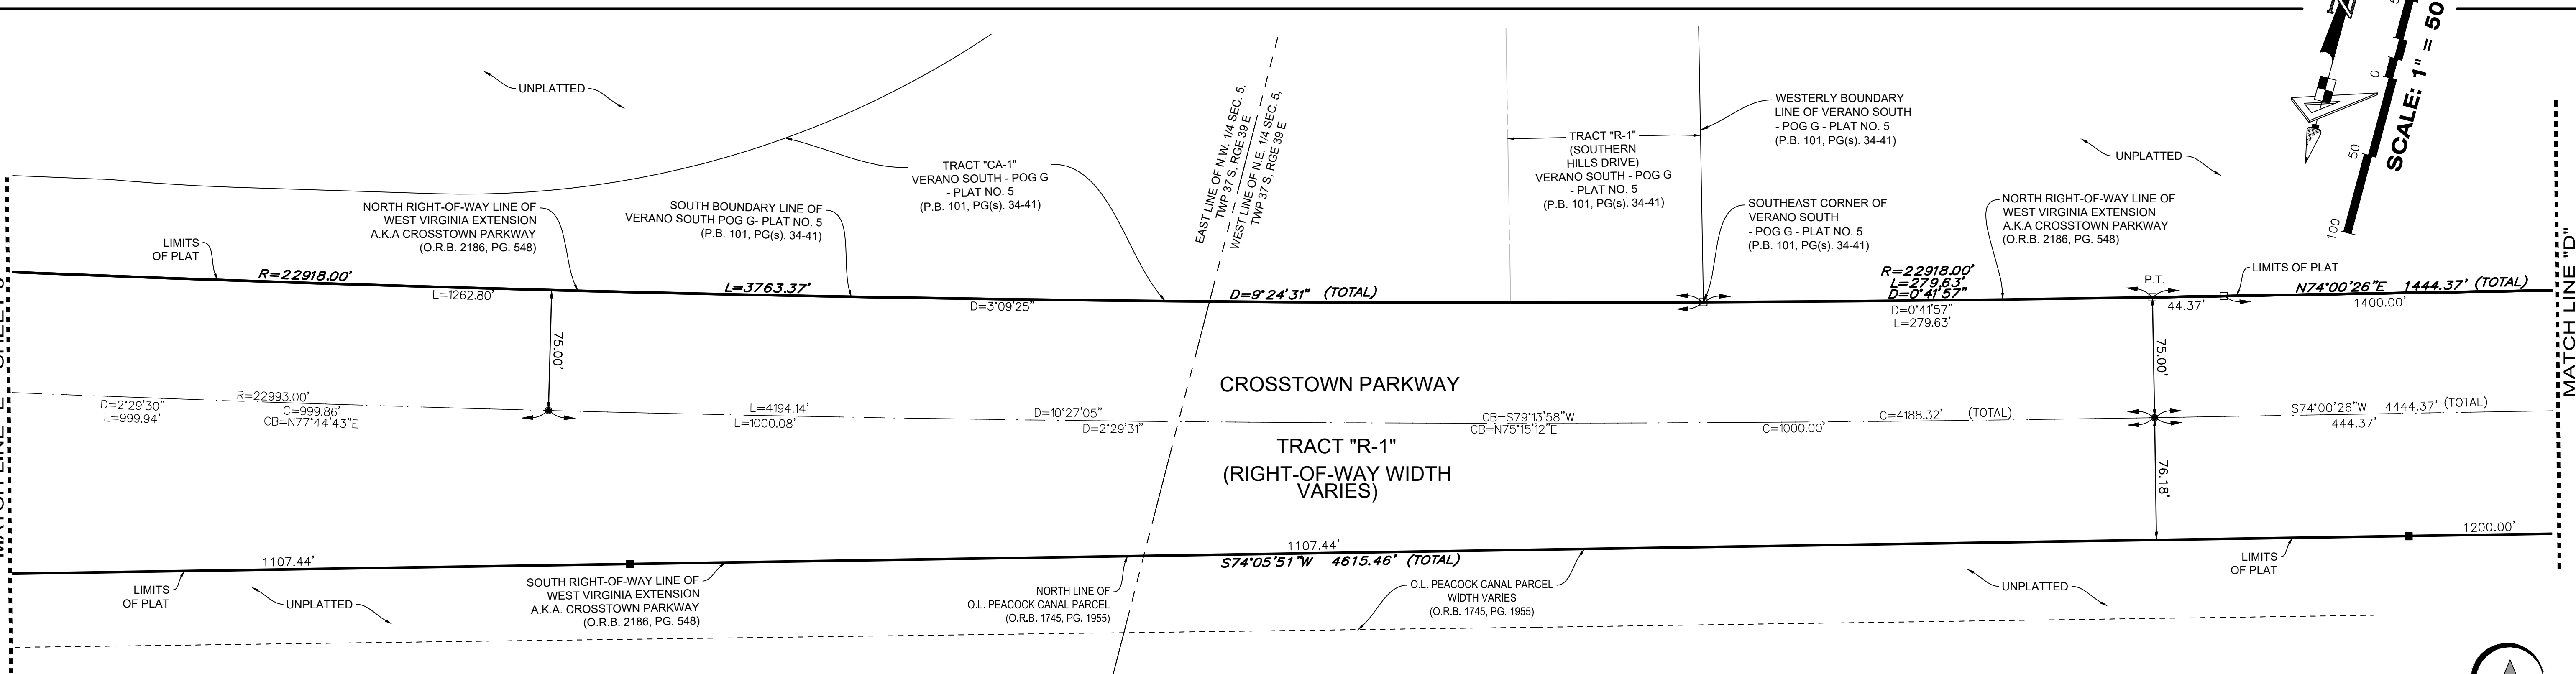 UNPLATTED
TRACT "CA-1"
VERANO SOUTH - POG G
- PLAT NO. 5
(P.B. 101, PG(s). 34-41)
NORTH RIGHT-OF-WAY LINE OF
WEST VIRGINIA EXTENSION
A.K.A CROSSTOWN PARKWAY
(O.R.B. 2186, PG. 548)
SOUTH BOUNDARY LINE OF
VERANO SOUTH POG G- PLAT NO. 5
(P.B. 101, PG(s). 34-41)
LIMITS
OF PLAT
EAST LINE OF N.W. 1/4 SEC. 5,
TWP 37 S, RGE 39 E
WEST LINE OF N.E. 1/4 SEC. 5,
TWP 37 S, RGE 39 E
TRACT "R-1"
(SOUTHERN
HILLS DRIVE)
VERANO SOUTH - POG G
- PLAT NO. 5
(P.B. 101, PG(s). 34-41)
WESTERLY BOUNDARY
LINE OF VERANO SOUTH
- POG G - PLAT NO. 5
(P.B. 101, PG(s). 34-41)
SOUTHEAST CORNER OF
VERANO SOUTH
- POG G - PLAT NO. 5
(P.B. 101, PG(s). 34-41)
UNPLATTED
NORTH RIGHT-OF-WAY LINE OF
WEST VIRGINIA EXTENSION
A.K.A CROSSTOWN PARKWAY
(O.R.B. 2186, PG. 548)
SCALE: 1" = 50
0
50
100
R=22918.00'
L=1262.80'
L=3763.37'
D=3°09'25"
D=9°24'31" (TOTAL)
R=22918.00'
L=279.63'
D=0°41'57"
D=0°41'57"
L=279.63'
P.T.
LIMITS OF PLAT
44.37'
N74°00'26"E 1444.37' (TOTAL)
1400.00'
MATCH LINE "D"
75.00'
75.00'
76.18'
CROSSTOWN PARKWAY
R=22993.00'
D=2°29'30"
L=999.94'
C=999.86'
CB=N77°44'43"E
L=4194.14'
L=1000.08'
D=10°27'05"
D=2°29'31"
CB=S79°13'58"W
CB=N75°15'12"E
C=4188.32' (TOTAL)
C=1000.00'
S74°00'26"W 4444.37' (TOTAL)
444.37'
TRACT "R-1"
(RIGHT-OF-WAY WIDTH
VARIES)
1107.44'
1107.44'
S74°05'51"W 4615.46' (TOTAL)
1200.00'
LIMITS
OF PLAT
UNPLATTED
SOUTH RIGHT-OF-WAY LINE OF
WEST VIRGINIA EXTENSION
A.K.A. CROSSTOWN PARKWAY
(O.R.B. 2186, PG. 548)
NORTH LINE OF
O.L. PEACOCK CANAL PARCEL
(O.R.B. 1745, PG. 1955)
O.L. PEACOCK CANAL PARCEL
WIDTH VARIES
(O.R.B. 1745, PG. 1955)
UNPLATTED
LIMITS
OF PLAT